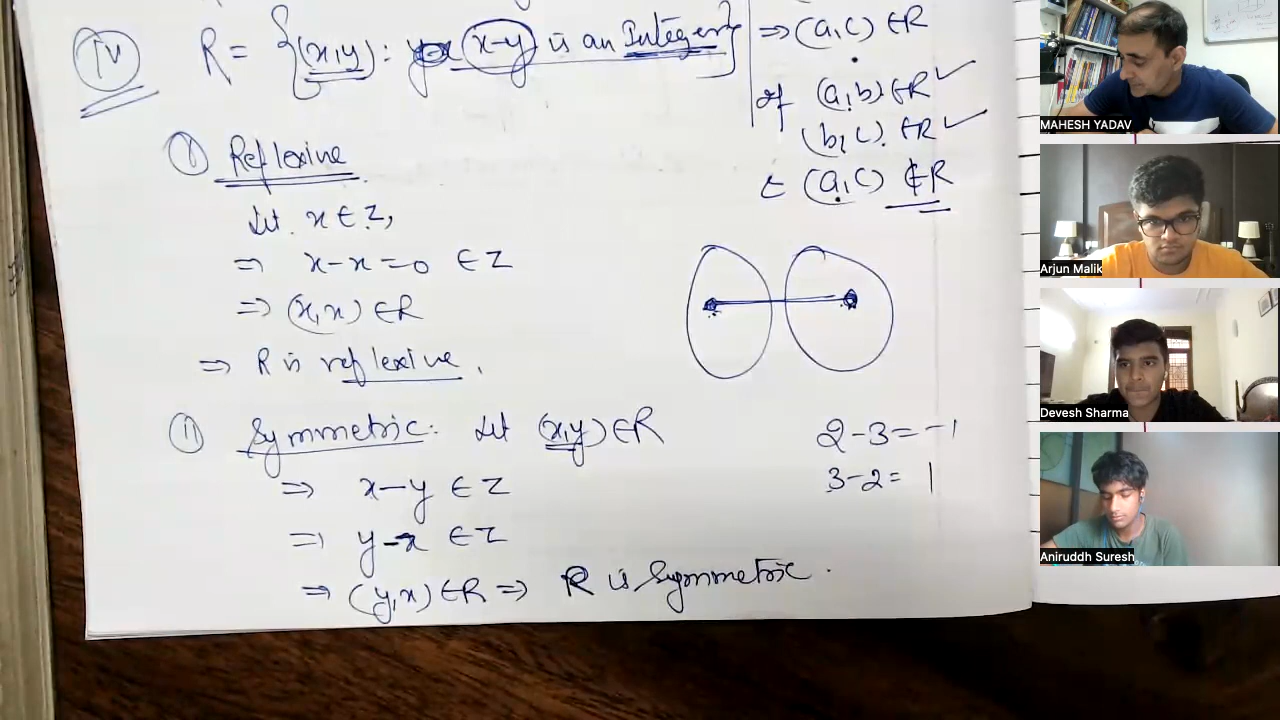 (iv) R = {(x,y) : (x-y) is an Integer}
⇒ (a,c) ∈ R
if (a,b) ∈ R ✓
(b,c) ∈ R ✓
& (a,c) ∉ R
(i) Reflexive
Let x ∈ Z,
⇒ x-x=0 ∈ Z
⇒ (x,x) ∈ R
⇒ R is reflexive.
(i) Symmetric: Let (x,y) ∈ R
⇒ x-y ∈ Z
⇒ y-x ∈ Z
⇒ (y,x) ∈ R ⇒ R is Symmetric.
2-3=-1
3-2= 1
MAHESH YADAV
Arjun Malik
Devesh Sharma
Aniruddh Suresh